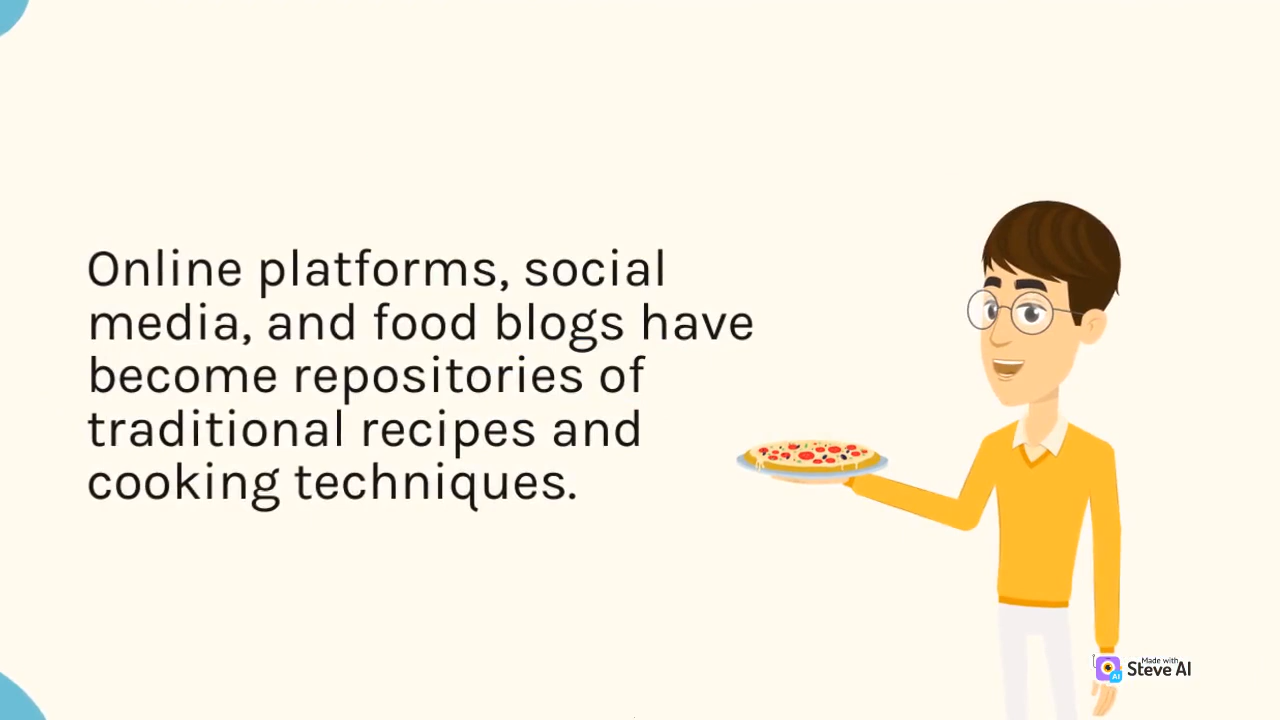 Online platforms, social
media, and food blogs have
become repositories of
traditional recipes and
cooking techniques.
Made with
Steve AI
AI